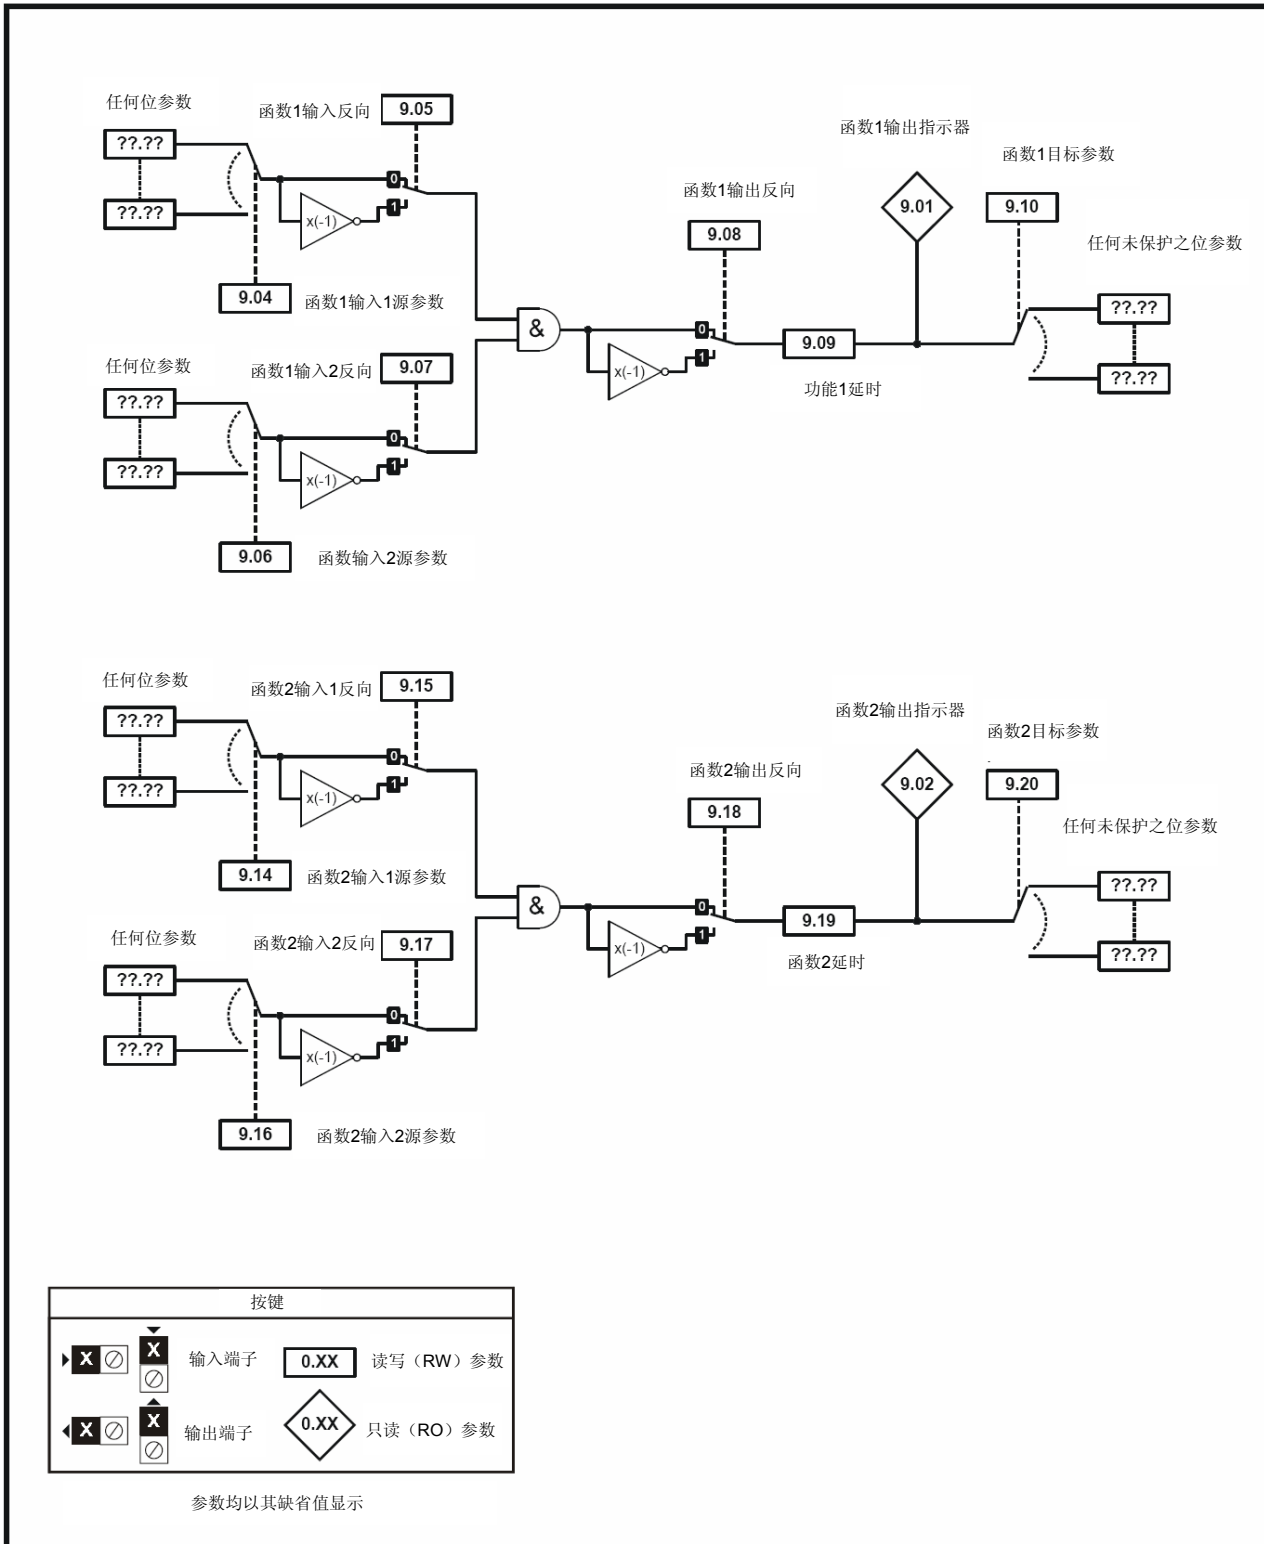 任何位参数
函数1输入反向
9.05
??.??
??.??
0
1
x(-1)
9.04
函数1输入1源参数
函数1输出指示器
9.01
函数1目标参数
9.10
函数1输出反向
9.08
任何未保护之位参数
??.??
??.??
&
0
1
x(-1)
9.09
功能1延时
任何位参数
函数1输入2反向
9.07
??.??
??.??
0
1
x(-1)
9.06
函数输入2源参数
任何位参数
函数2输入1反向
9.15
??.??
??.??
0
1
x(-1)
9.14
函数2输入1源参数
函数2输出指示器
9.02
函数2目标参数
9.20
函数2输出反向
9.18
任何未保护之位参数
??.??
??.??
&
0
1
x(-1)
9.19
函数2延时
任何位参数
函数2输入2反向
9.17
??.??
??.??
0
1
x(-1)
9.16
函数2输入2源参数
按键
X
X
输入端子
0.XX
读写（RW）参数
X
X
输出端子
0.XX
只读（RO）参数
参数均以其缺省值显示